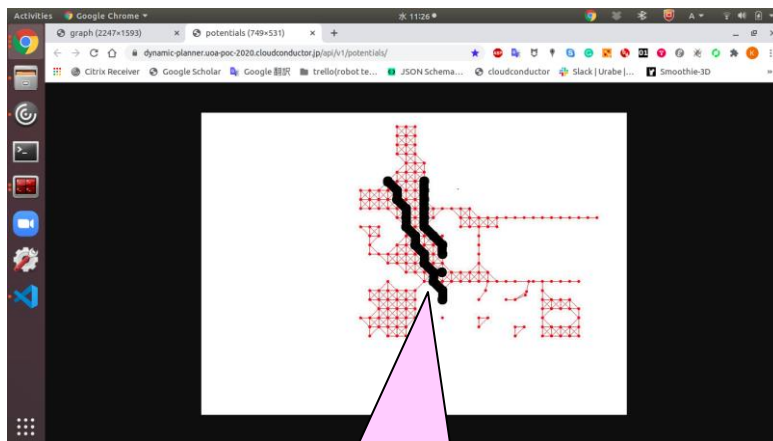 Activities Google Chrome ▾ 水 11:26 A ▾
graph (2247×1593) × potentials (749×531) × +
dynamic-planner.uoa-poc-2020.cloudconductor.jp/api/v1/potentials/
Citrix Receiver Google Scholar Google 翻訳 trello(robot te... JSON Schema... cloudconductor Slack | Urabe |... Smoothie-3D »